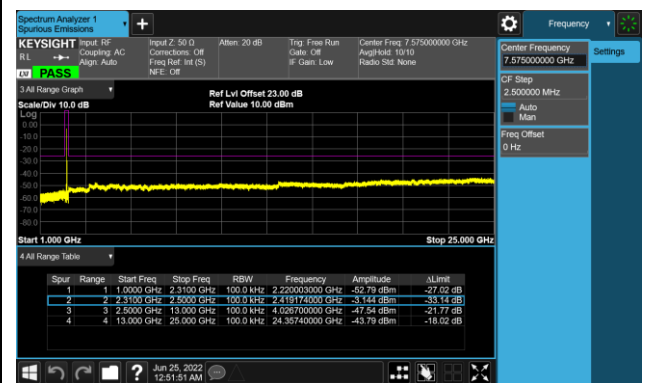 Spectrum Analyzer 1
Spurious Emissions
+
Frequency
KEYSIGHT
Input: RF
Coupling: AC
Align: Auto
Input Z: 50 Ω
Corrections: Off
Freq Ref: Int (S)
NFE: Off
Atten: 20 dB
Trig: Free Run
Gate: Off
IF Gain: Low
Center Freq: 7.575000000 GHz
Avg|Hold: 10/10
Radio Std: None
RL
LXI
PASS
Center Frequency
7.575000000 GHz
Settings
CF Step
2.500000 MHz
Auto
Man
Freq Offset
0 Hz
3 All Range Graph
Ref Lvl Offset 23.00 dB
Scale/Div 10.0 dB
Ref Value 10.00 dBm
Log
0.00
-10.0
-20.0
-30.0
-40.0
-50.0
-60.0
-70.0
-80.0
Start 1.000 GHz
Stop 25.000 GHz
4 All Range Table
Spur Range Start Freq Stop Freq RBW Frequency Amplitude ΔLimit
1 1 1.0000 GHz 2.3100 GHz 100.0 kHz 2.220003000 GHz -52.79 dBm -27.02 dB
2 2 2.3100 GHz 2.5000 GHz 100.0 kHz 2.419174000 GHz -3.144 dBm -33.14 dB
3 3 2.5000 GHz 13.000 GHz 100.0 kHz 4.026700000 GHz -47.54 dBm -21.77 dB
4 4 13.000 GHz 25.000 GHz 100.0 kHz 24.35740000 GHz -43.79 dBm -18.02 dB
?
Jun 25, 2022
12:51:51 AM